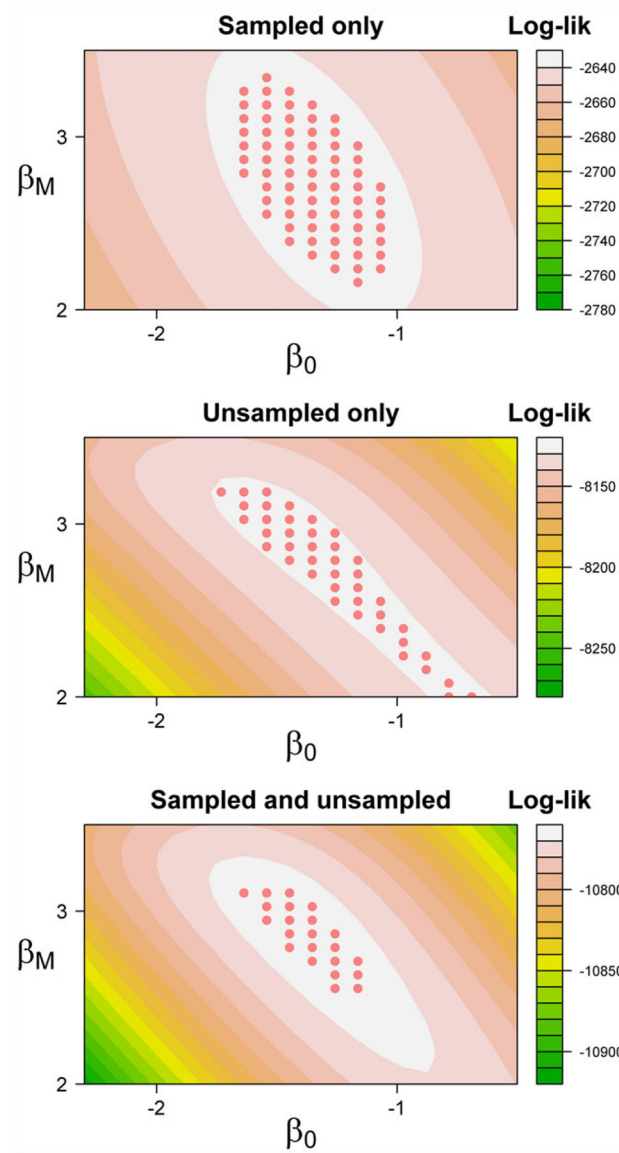 Sampled only Log-lik
-2640
3 -2660
βM -2680
-2700
-2720
-2740
-2760
2 -2780
-2 -1
β0
Unsampled only Log-lik
-8150
3
βM
-8200
-8250
2
-2 -1
β0
Sampled and unsampled Log-lik
-10800
3
βM
-10850
-10900
2
-2 -1
β0